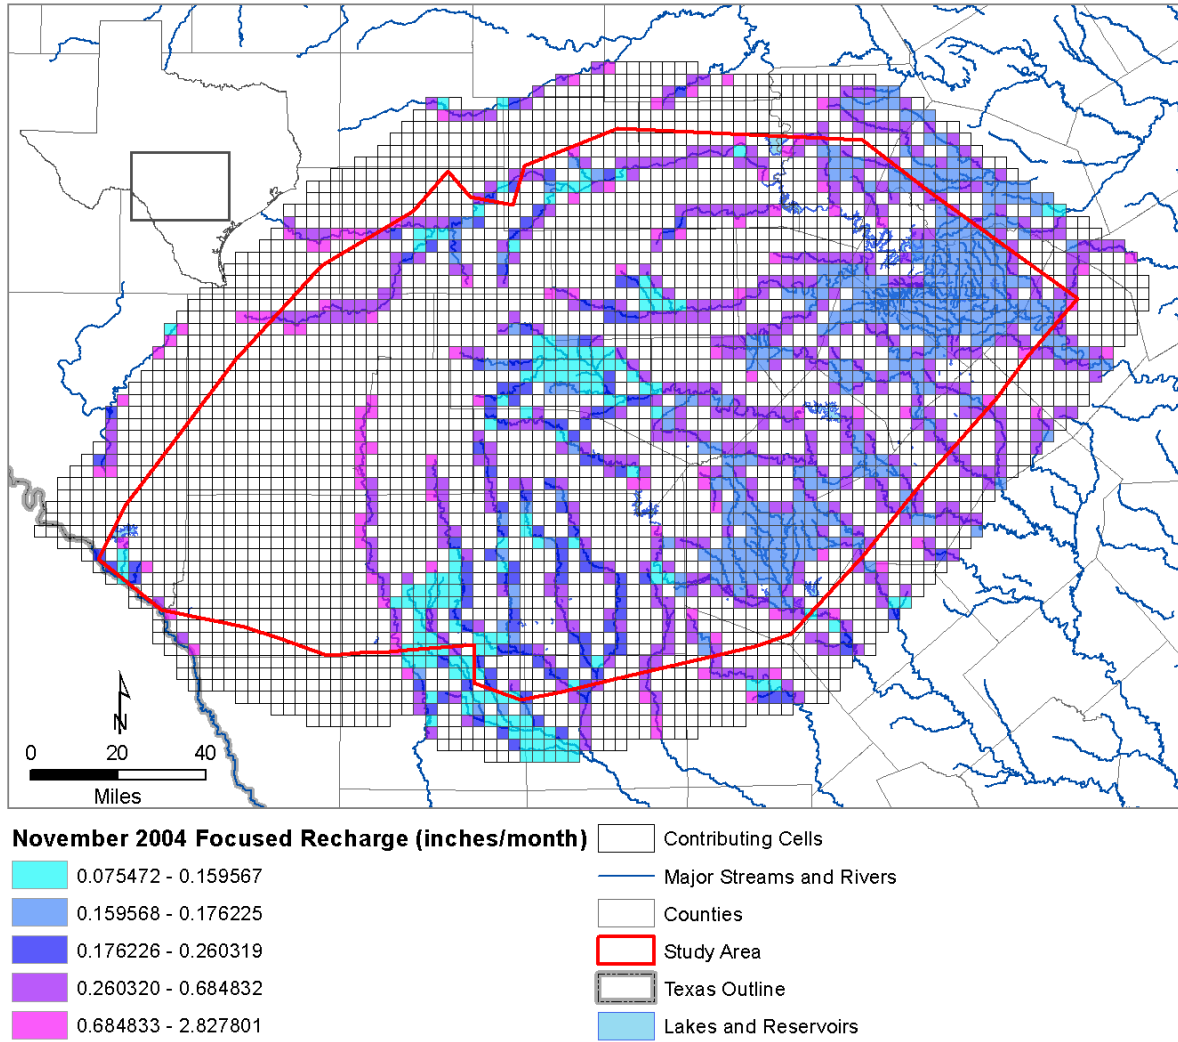 N
0 20 40
Miles
November 2004 Focused Recharge (inches/month)
0.075472 - 0.159567
0.159568 - 0.176225
0.176226 - 0.260319
0.260320 - 0.684832
0.684833 - 2.827801
Contributing Cells
Major Streams and Rivers
Counties
Study Area
Texas Outline
Lakes and Reservoirs